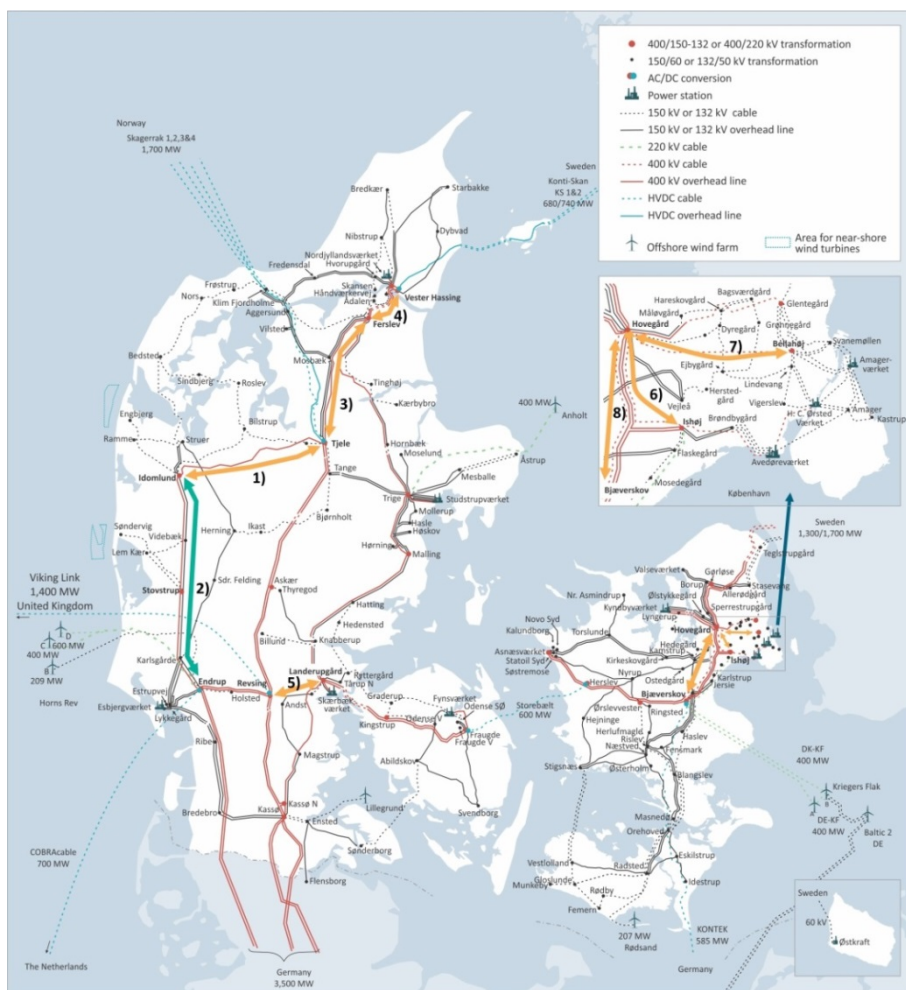 400/150-132 or 400/220 kV transformation
150/60 or 132/50 kV transformation
AC/DC conversion
Power station
150 kV or 132 kV cable
150 kV or 132 kV overhead line
220 kV cable
400 kV cable
400 kV overhead line
HVDC cable
HVDC overhead line
Offshore wind farm
Area for near-shore
wind turbines
Norway
Skagerrak 1,2,3&4
1,700 MW
Sweden
Konti-Skan
KS 1&2
680/740 MW
Bredkær
Starbakke
Nibstrup
Dybvad
Nordjyllandsværket
Hvorupgård
Fredensdal
Skansen
Håndværkervej
Ådalen
Vester Hassing
Frøstrup
Nors
Klim Fjordholme
Aggersund
Vilsted
Ferslev
4)
Mosbæk
Bedsted
Sindbjerg
Roslev
Tinghøj
Kærbybro
3)
400 MW
Anholt
Engbjerg
Ramme
Struer
Bilstrup
Tjele
Hornbæk
Moselund
Mesballe
Åstrup
Idomlund
1)
Tange
Trige
Studstrupværket
Mollerup
Hasle
Høskov
Bjørnholt
Ikast
Herning
Hørning
Malling
Søndervig
Videbæk
Lem Kær
2)
Sdr. Felding
Askær
Thyregod
Stovstrup
Hatting
Hedensted
Viking Link
1,400 MW
United Kingdom
D
600 MW
C
400 MW
B
209 MW
Horns Rev
Billund
Knabberup
Karlsgårde
Landerupgård
Ryttergård
Tårup N
Endrup
Revsing
5)
Estrupvej
Holsted
Andst
Skærbæk
værket
Graderup
Fynsværket
Odense SØ
Odense V
Kingstrup
Fraugde
Fraugde V
Esbjergværket
Lykkegård
Ribe
Magstrup
Abildskov
Svendborg
Bredebro
Kassø
Kassø N
Lillegrund
Ensted
Sønderborg
Flensborg
COBRAcable
700 MW
The Netherlands
Germany
3,500 MW
Hovegård
Måløvgård
Hareskovgård
Bagsværdgård
Glentegård
Dyregård
Grønnegård
Bellahøj
Svanemøllen
7)
Amager-
værket
Ejbygård
Lindevang
Hersted-
gård
6)
Vigerslev
8)
Vejleå
H. C. Ørsted
Værket
Amager
Kastrup
Ishøj
Brøndbygård
Flaskegård
Avedøreværket
Mosedegård
Bjæverskov
København
Sweden
1,300/1,700 MW
Teglstrupgård
Valseværket
Gørløse
Borup
Stasevang
Allerødgård
Ølstykkegård
Kyndbyværket
Lyngerup
Sperrestrupgård
Nr. Asmindrup
Novo Syd
Kalundborg
Torslunde
Hovegård
Hedegård
Kamstrup
Ishøj
Asnæsværket
Statoil Syd
Søstremose
Kirkeskovgård
Nyrup
Ostedgård
Karlstrup
Jersie
Herslev
Bjæverskov
Storebælt
600 MW
Ørslevvester
Ringsted
Hejninge
Herlufmagle
Rislev
Næstved
Haslev
Fensmark
Stigsnæs
Østerholm
Blangslev
Masnedø
Orehoved
DK-KF
400 MW
Kriegers Flak
B
A
DE-KF
400 MW
Baltic 2
DE
Vestlolland
Radsted
Eskilstrup
Gloslunde
Munkeby
Rødby
Idestrup
Femern
207 MW
Rødsand
KONTEK
585 MW
Germany
Sweden
60 kV
Østkraft